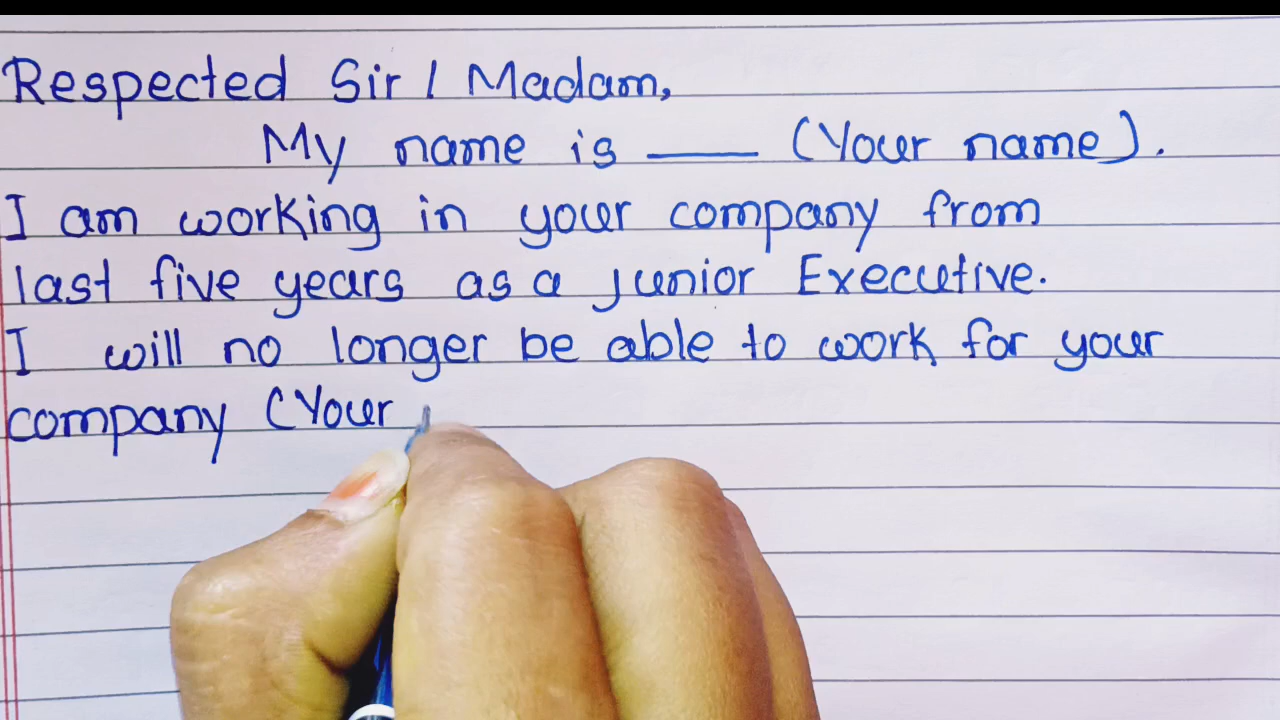 Respected Sir / Madam,
My name is ____ (Your name).
I am working in your company from
last five years as a Junior Executive.
I will no longer be able to work for your
company (Your